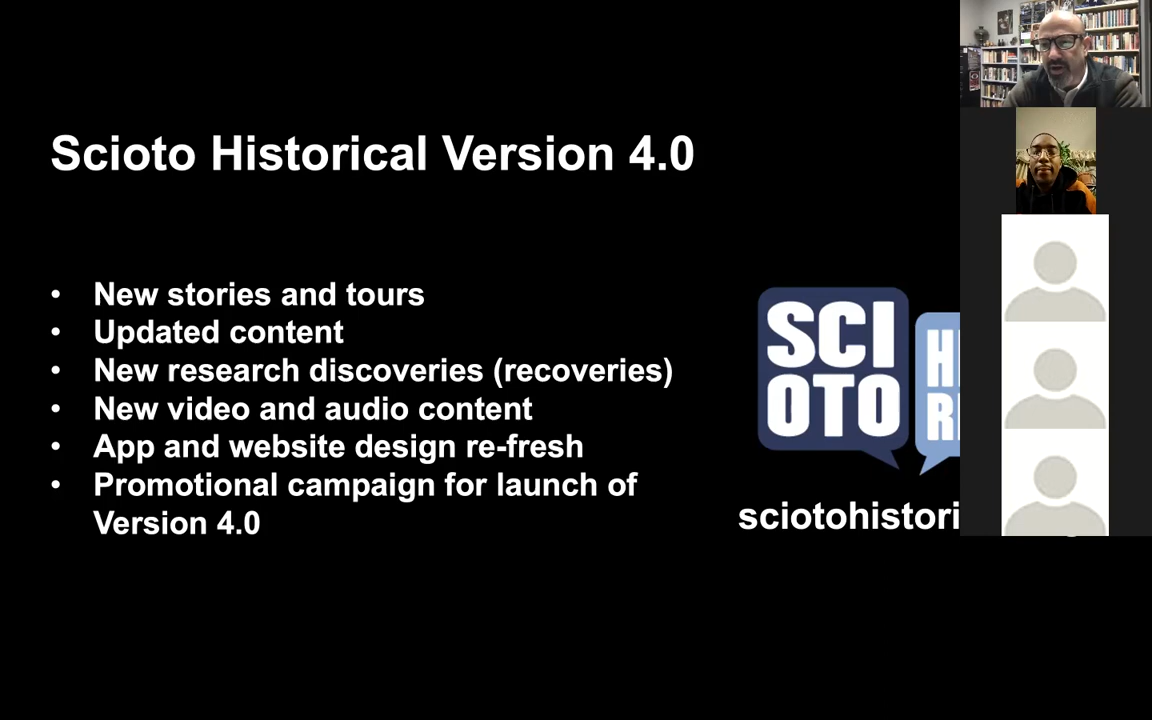 Scioto Historical Version 4.0
• New stories and tours
• Updated content
• New research discoveries (recoveries)
• New video and audio content
• App and website design re-fresh
• Promotional campaign for launch of
Version 4.0
SCI
OTO
sciotohistori